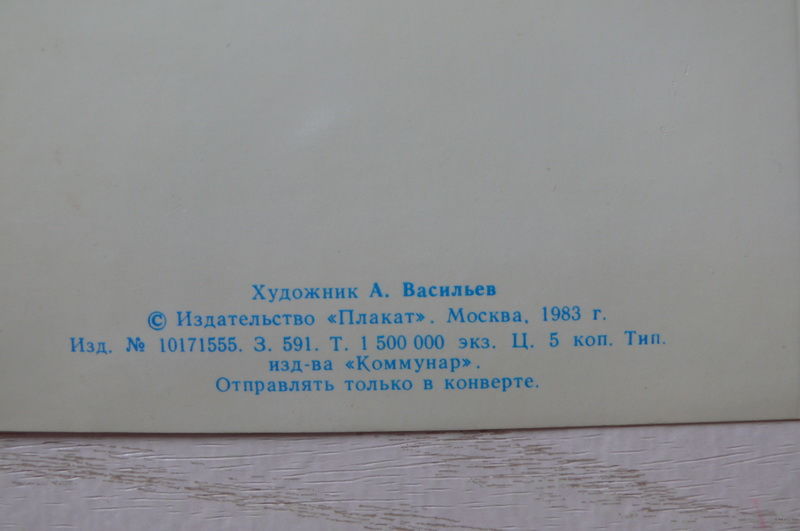 Художник А. Васильев
© Издательство «Плакат». Москва, 1983 г.
Изд. № 10171555. З. 591. Т. 1 500 000 экз. Ц. 5 коп. Тип.
изд-ва «Коммунар».
Отправлять только в конверте.